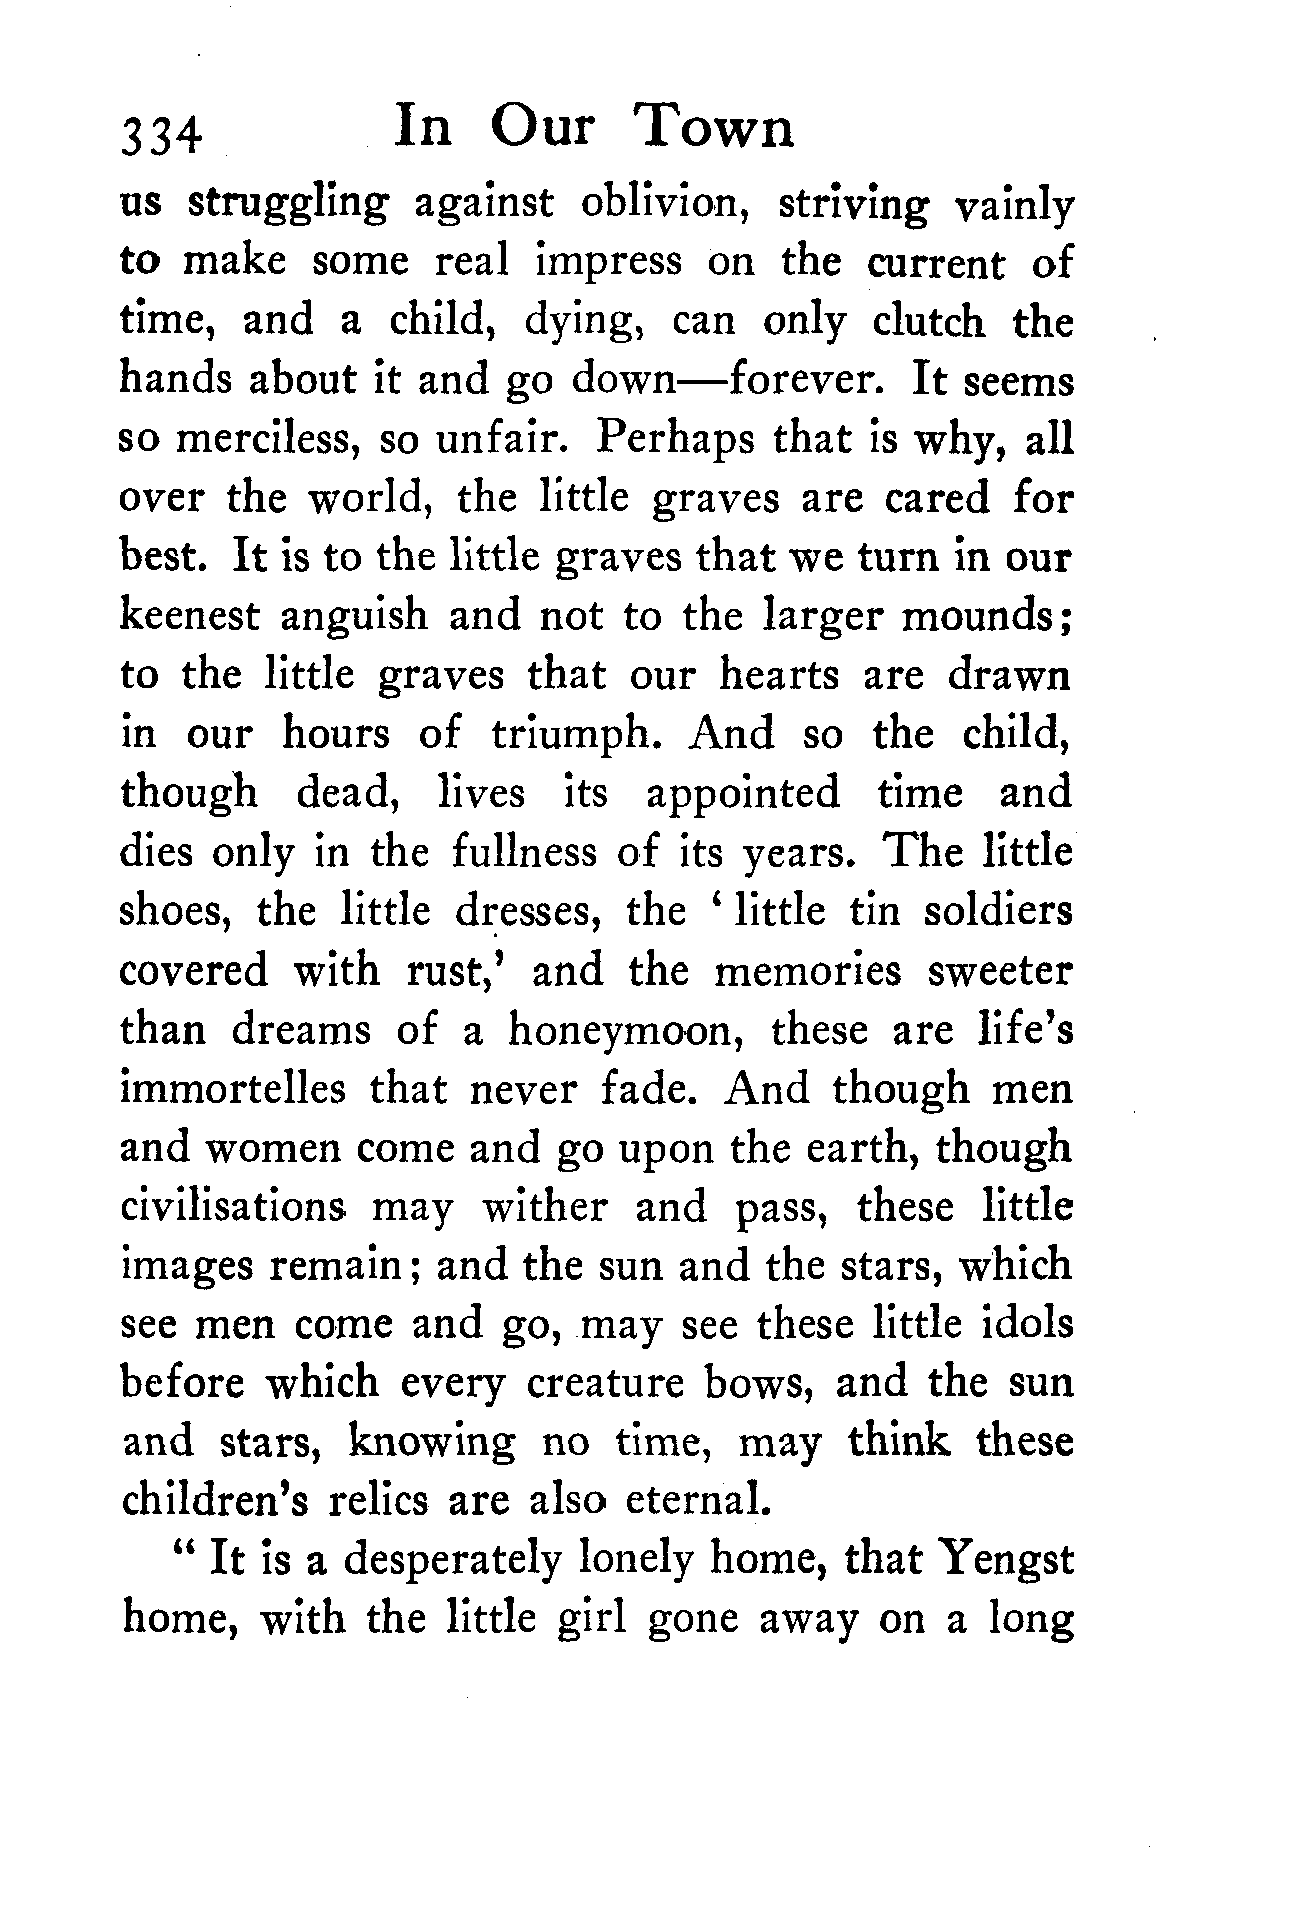 334 In Our Town
us struggling against oblivion, striving vainly
to make some real impress on the current of
time, and a child, dying, can only clutch the
hands about it and go down—forever. It seems
so merciless, so unfair. Perhaps that is why, all
over the world, the little graves are cared for
best. It is to the little graves that we turn in our
keenest anguish and not to the larger mounds;
to the little graves that our hearts are drawn
in our hours of triumph. And so the child,
though dead, lives its appointed time and
dies only in the fullness of its years. The little
shoes, the little dresses, the ‘ little tin soldiers
covered with rust,’ and the memories sweeter
than dreams of a honeymoon, these are life’s
immortelles that never fade. And though men
and women come and go upon the earth, though
civilisations may wither and pass, these little
images remain; and the sun and the stars, which
see men come and go, may see these little idols
before which every creature bows, and the sun
and stars, knowing no time, may think these
children’s relics are also eternal.
“ It is a desperately lonely home, that Yengst
home, with the little girl gone away on a long